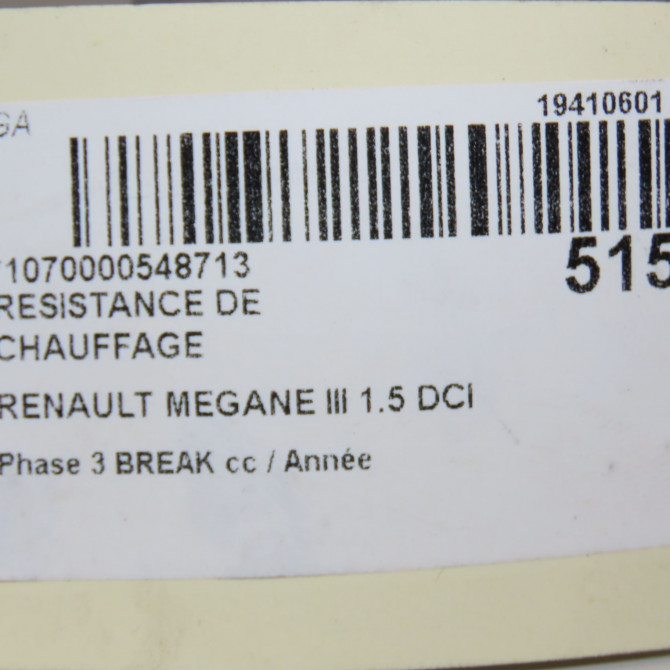 GA
19410601
515
1070000548713
RESISTANCE DE
CHAUFFAGE
RENAULT MEGANE III 1.5 DCI
Phase 3 BREAK cc / Année